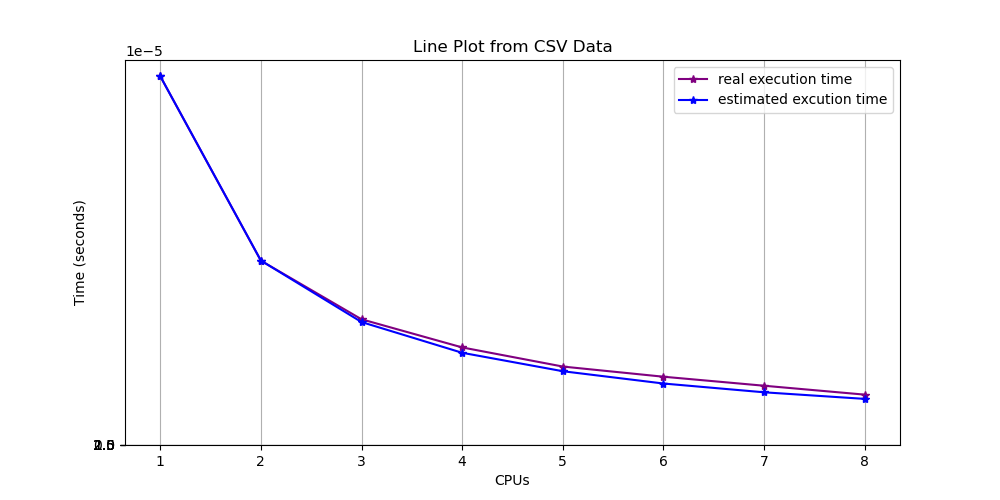 Line Plot from CSV Data
1e−5
real execution time
estimated excution time
Time (seconds)
1 2 3 4 5 6 7 8
CPUs